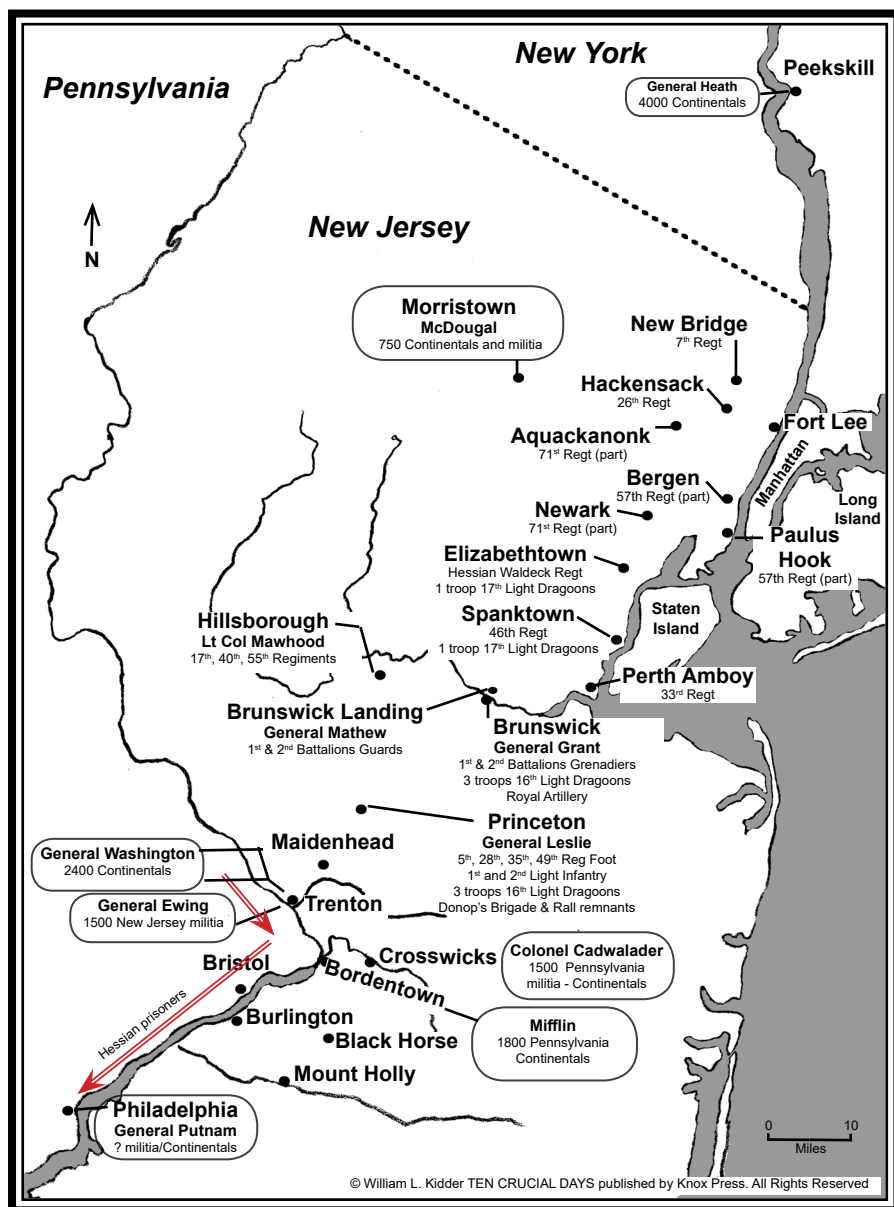 New York
Pennsylvania
Peekskill
General Heath
4000 Continentals
N
New Jersey
Morristown
McDougal
750 Continentals and militia
New Bridge
7th Regt
Hackensack
26th Regt
Fort Lee
Aquackanonk
71st Regt (part)
Manhattan
Bergen
57th Regt (part)
Long
Island
Newark
71st Regt (part)
Paulus
Hook
57th Regt (part)
Elizabethtown
Hessian Waldeck Regt
1 troop 17th Light Dragoons
Staten
Island
Spanktown
46th Regt
1 troop 17th Light Dragoons
Hillsborough
Lt Col Mawhood
17th, 40th, 55th Regiments
Perth Amboy
33rd Regt
Brunswick Landing
General Mathew
1st & 2nd Battalions Guards
Brunswick
General Grant
1st & 2nd Battalions Grenadiers
3 troops 16th Light Dragoons
Royal Artillery
Princeton
General Leslie
5th, 28th, 35th, 49th Reg Foot
1st and 2nd Light Infantry
3 troops 16th Light Dragoons
Donop's Brigade & Rall remnants
Maidenhead
General Washington
2400 Continentals
General Ewing
1500 New Jersey militia
Trenton
Crosswicks
Colonel Cadwalader
1500 Pennsylvania
militia - Continentals
Bristol
Bordentown
Mifflin
1800 Pennsylvania
Continentals
Hessian prisoners
Burlington
Black Horse
Mount Holly
Philadelphia
General Putnam
? militia/Continentals
0 10
Miles
© William L. Kidder TEN CRUCIAL DAYS published by Knox Press. All Rights Reserved